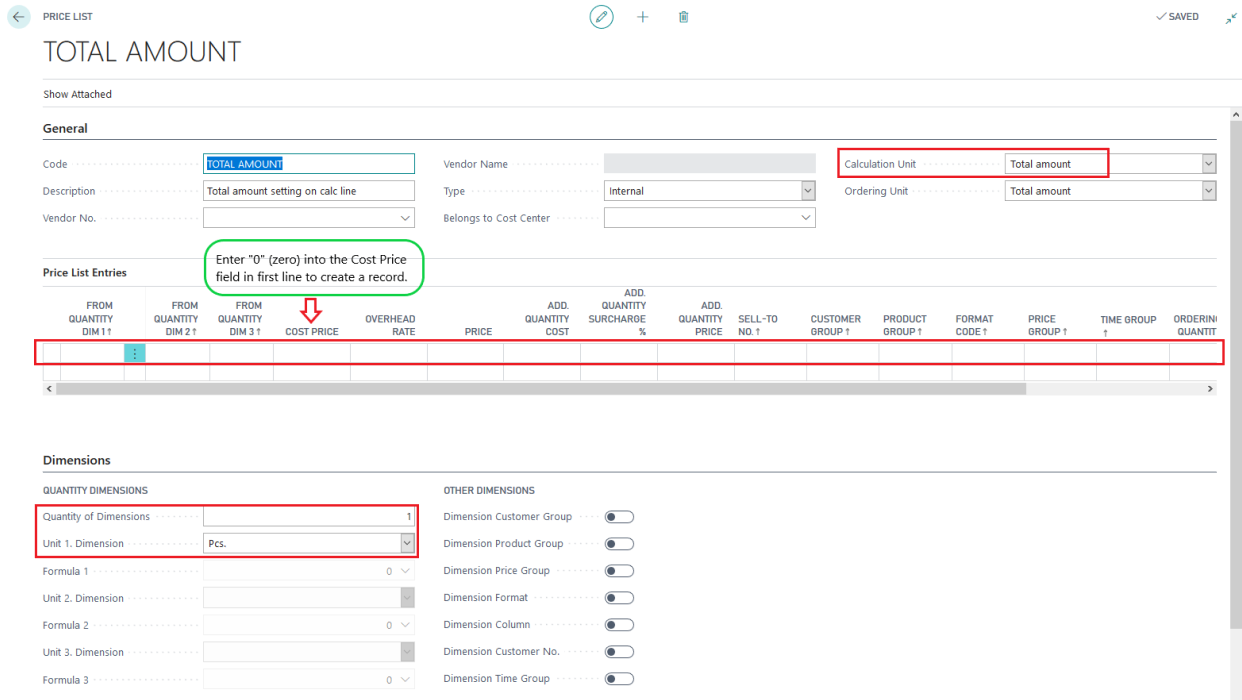 PRICE LIST
SAVED
TOTAL AMOUNT
Show Attached
General
Code TOTAL AMOUNT
Description Total amount setting on calc line
Vendor No.
Vendor Name
Type Internal
Belongs to Cost Center
Calculation Unit Total amount
Ordering Unit Total amount
Enter "0" (zero) into the Cost Price
field in first line to create a record.
Price List Entries
FROM
QUANTITY
DIM 1↑
FROM
QUANTITY
DIM 2↑
FROM
QUANTITY
DIM 3↑
COST PRICE
OVERHEAD
RATE
PRICE
ADD.
QUANTITY
COST
ADD.
QUANTITY
SURCHARGE
%
ADD.
QUANTITY
PRICE
SELL-TO
NO.↑
CUSTOMER
GROUP↑
PRODUCT
GROUP↑
FORMAT
CODE↑
PRICE
GROUP↑
TIME GROUP
↑
ORDERING
QUANTIT
Dimensions
QUANTITY DIMENSIONS
Quantity of Dimensions 1
Unit 1. Dimension Pcs.
Formula 1 0
Unit 2. Dimension
Formula 2 0
Unit 3. Dimension
Formula 3 0
OTHER DIMENSIONS
Dimension Customer Group
Dimension Product Group
Dimension Price Group
Dimension Format
Dimension Column
Dimension Customer No.
Dimension Time Group